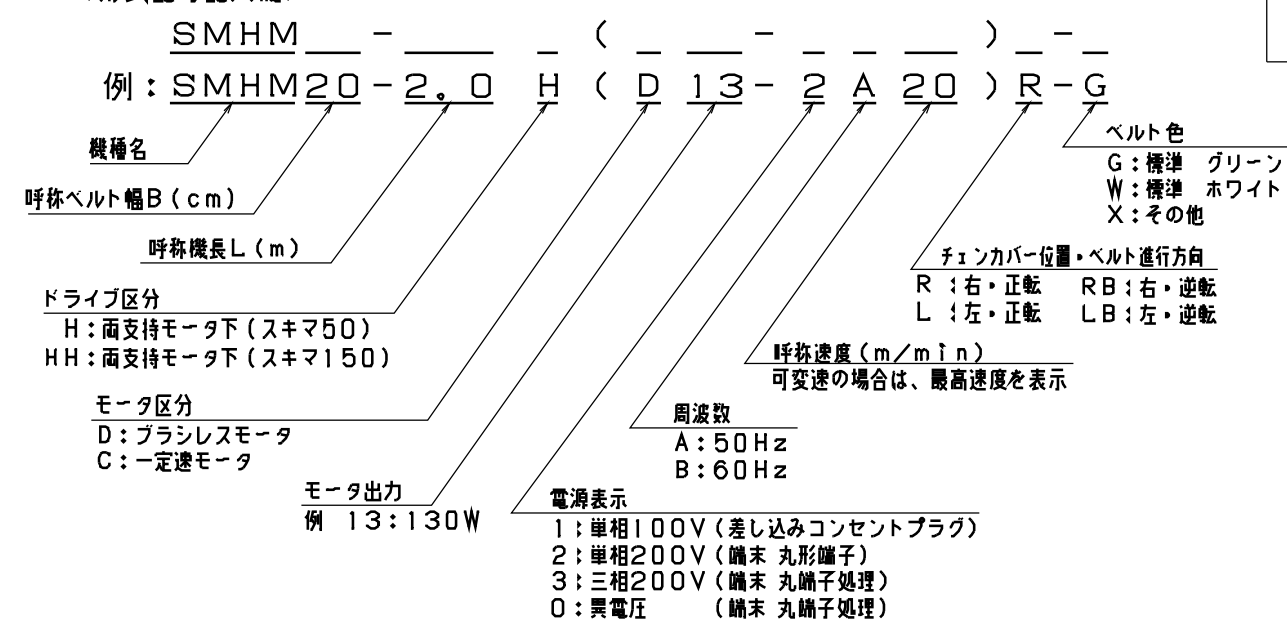 SMHM__-____ _ ( _ __- _ _ __ ) _-_
例:SMHM20-2.0 H ( D 13- 2 A 20 ) R-G
機種名
呼称ベルト幅B(cm)
呼称機長L(m)
ドライブ区分
H:両支持モータ下(スキマ50)
HH:両支持モータ下(スキマ150)
モータ区分
D:ブラシレスモータ
C:一定速モータ
モータ出力
例 13:130W
電源表示
1:単相100V(差し込みコンセントプラグ)
2:単相200V(端末 丸形端子)
3:三相200V(端末 丸端子処理)
0:異電圧 (端末 丸端子処理)
周波数
A:50Hz
B:60Hz
呼称速度(m/min)
可変速の場合は、最高速度を表示
チェンカバー位置・ベルト進行方向
R :右・正転 RB:右・逆転
L :左・正転 LB:左・逆転
ベルト色
G:標準 グリーン
W:標準 ホワイト
X:その他